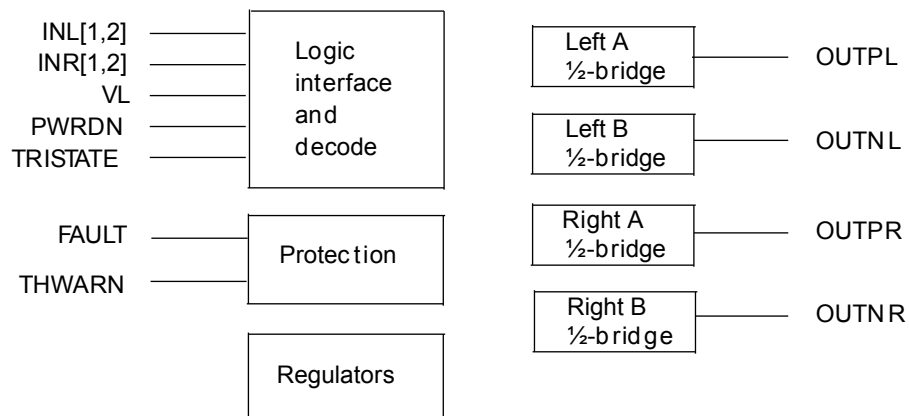 INL[1,2]
INR[1,2]
VL
PWRDN
TRISTATE
FAULT
THWARN
Logic
interface
and
decode
Protection
Regulators
Left A
½-bridge
Left B
½-bridge
Right A
½-bridge
Right B
½-bridge
OUTPL
OUTNL
OUTPR
OUTNR